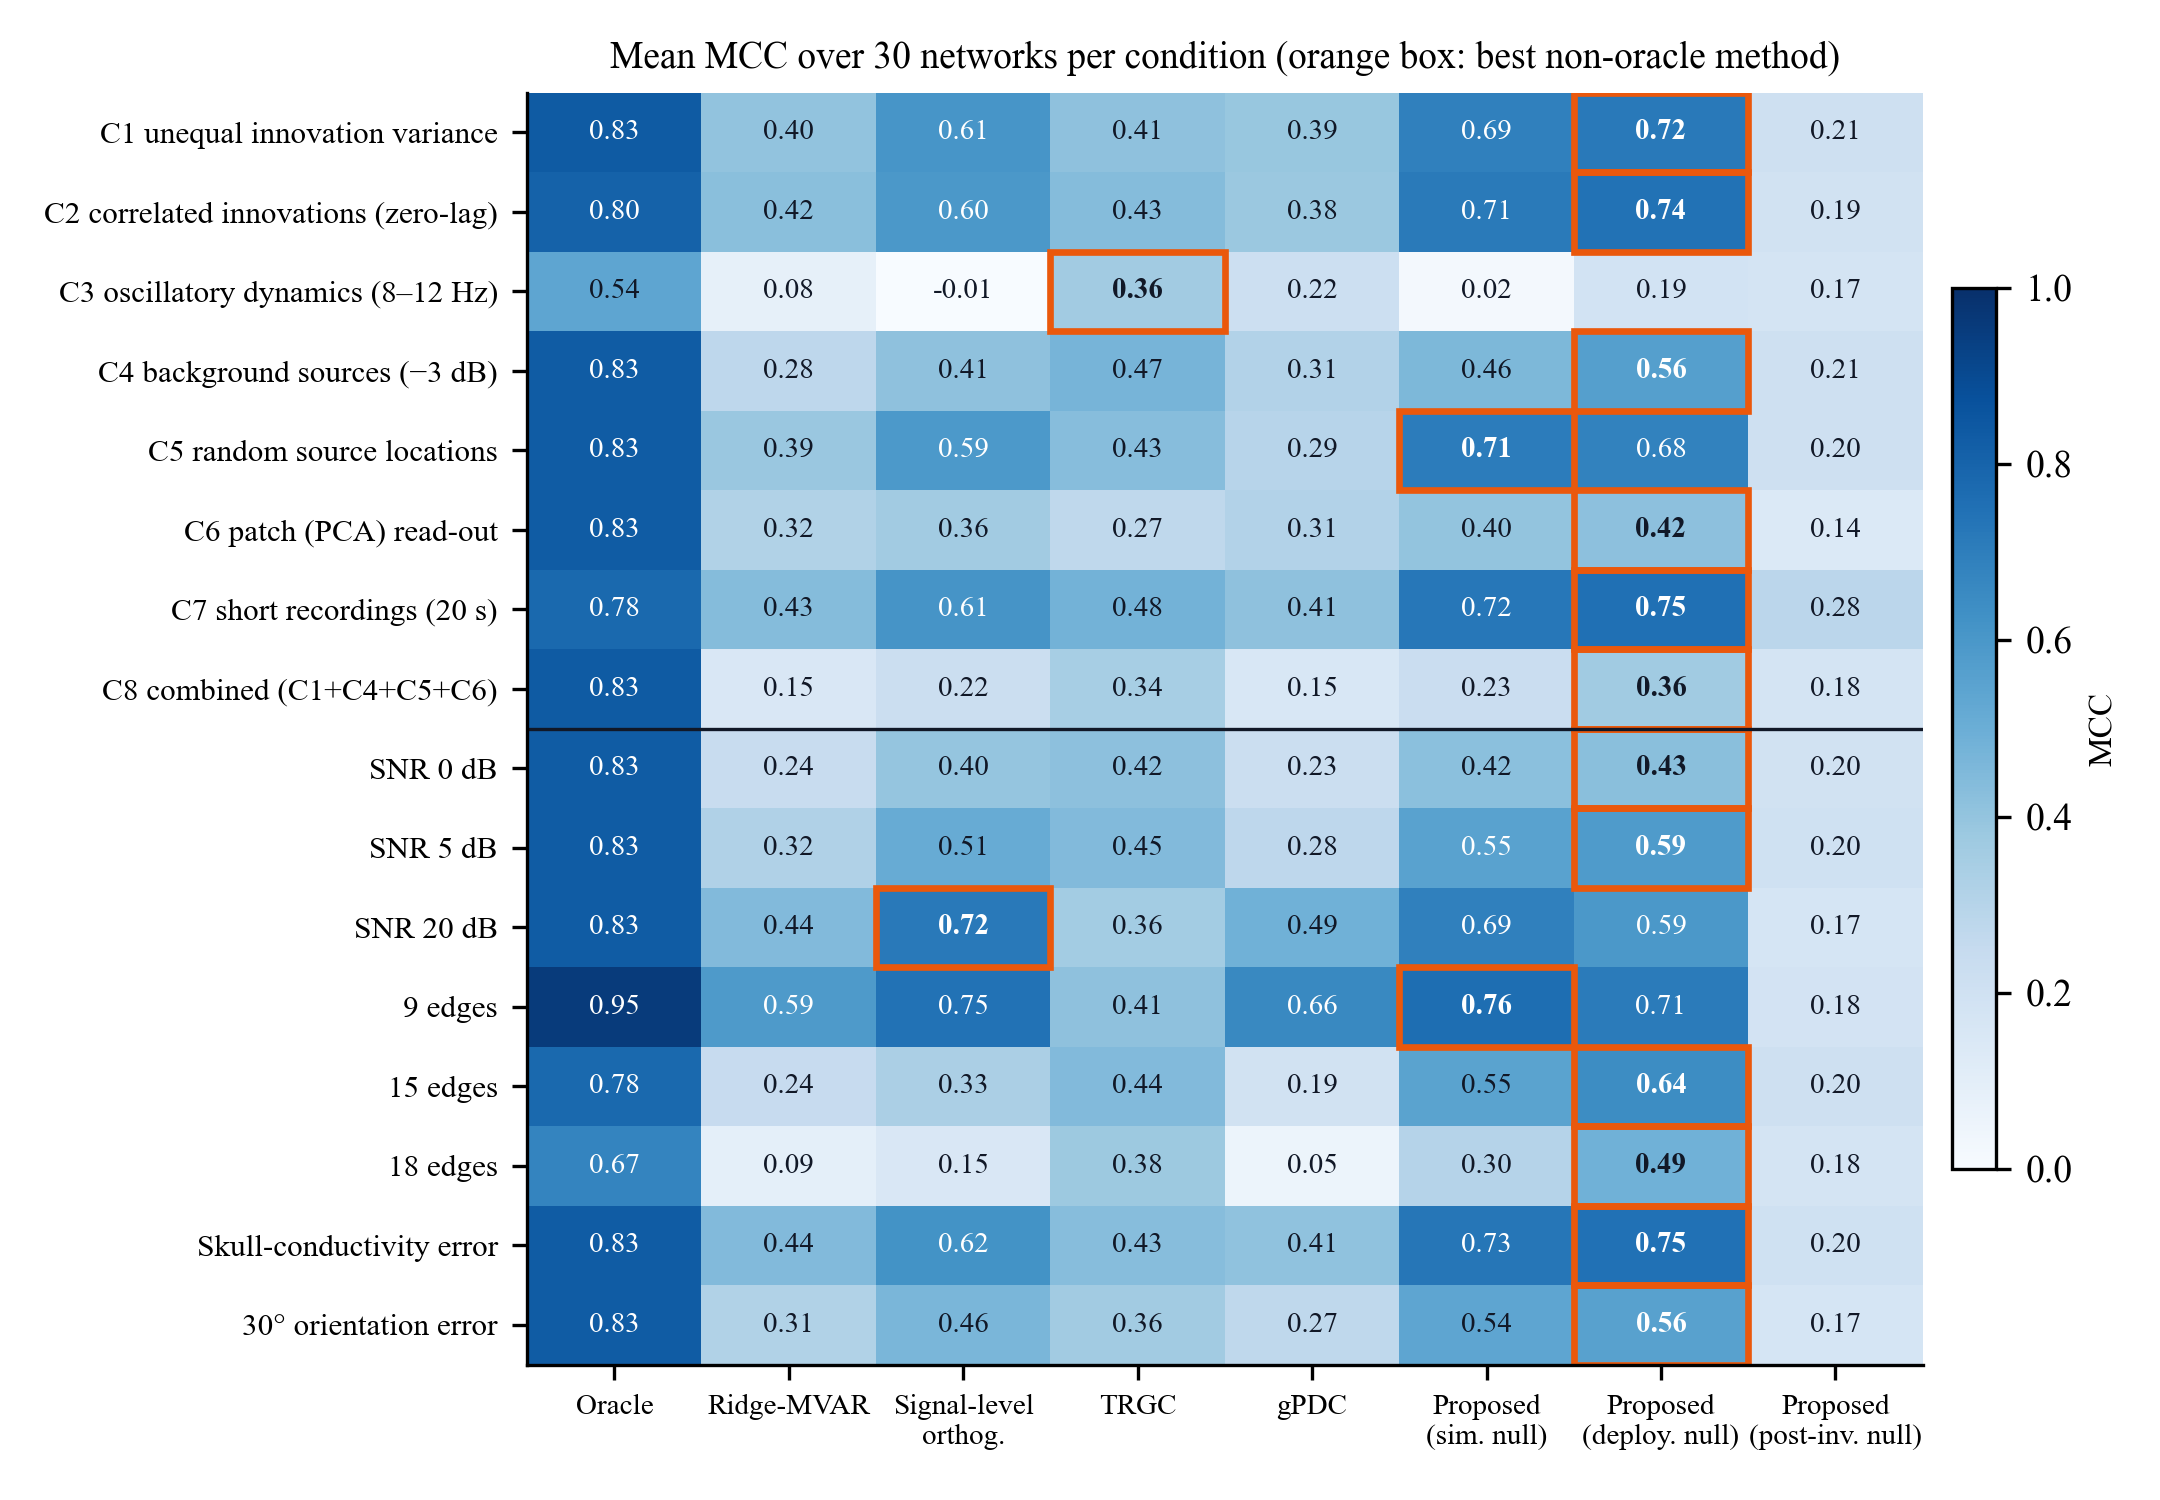 Mean MCC over 30 networks per condition (orange box: best non-oracle method)
C1 unequal innovation variance 0.83 0.40 0.61 0.41 0.39 0.69 0.72 0.21
C2 correlated innovations (zero-lag) 0.80 0.42 0.60 0.43 0.38 0.71 0.74 0.19
C3 oscillatory dynamics (8–12 Hz) 0.54 0.08 -0.01 0.36 0.22 0.02 0.19 0.17
C4 background sources (−3 dB) 0.83 0.28 0.41 0.47 0.31 0.46 0.56 0.21
C5 random source locations 0.83 0.39 0.59 0.43 0.29 0.71 0.68 0.20
C6 patch (PCA) read-out 0.83 0.32 0.36 0.27 0.31 0.40 0.42 0.14
C7 short recordings (20 s) 0.78 0.43 0.61 0.48 0.41 0.72 0.75 0.28
C8 combined (C1+C4+C5+C6) 0.83 0.15 0.22 0.34 0.15 0.23 0.36 0.18
SNR 0 dB 0.83 0.24 0.40 0.42 0.23 0.42 0.43 0.20
SNR 5 dB 0.83 0.32 0.51 0.45 0.28 0.55 0.59 0.20
SNR 20 dB 0.83 0.44 0.72 0.36 0.49 0.69 0.59 0.17
9 edges 0.95 0.59 0.75 0.41 0.66 0.76 0.71 0.18
15 edges 0.78 0.24 0.33 0.44 0.19 0.55 0.64 0.20
18 edges 0.67 0.09 0.15 0.38 0.05 0.30 0.49 0.18
Skull-conductivity error 0.83 0.44 0.62 0.43 0.41 0.73 0.75 0.20
30° orientation error 0.83 0.31 0.46 0.36 0.27 0.54 0.56 0.17
Oracle Ridge-MVAR Signal-level TRGC gPDC Proposed Proposed Proposed
orthog. (sim. null) (deploy. null) (post-inv. null)
1.0
0.8
0.6
0.4
0.2
0.0
MCC